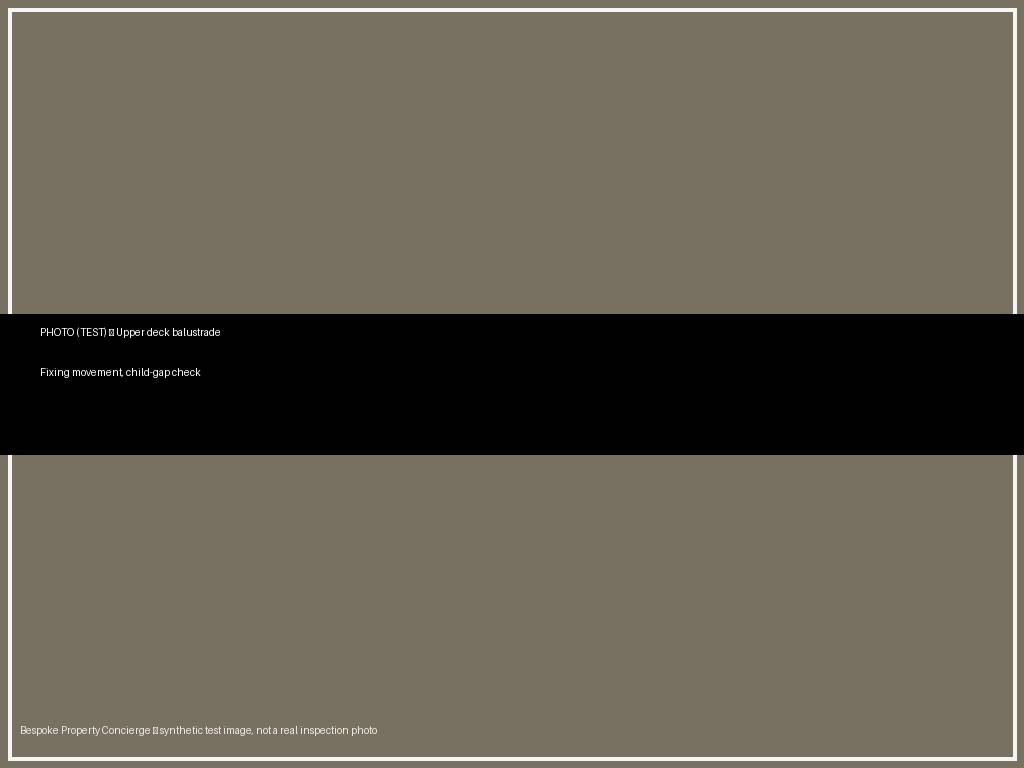 PHOTO (TEST) ▯ Upper deck balustrade
Fixing movement, child-gap check
Bespoke Property Concierge ▯ synthetic test image, not a real inspection photo